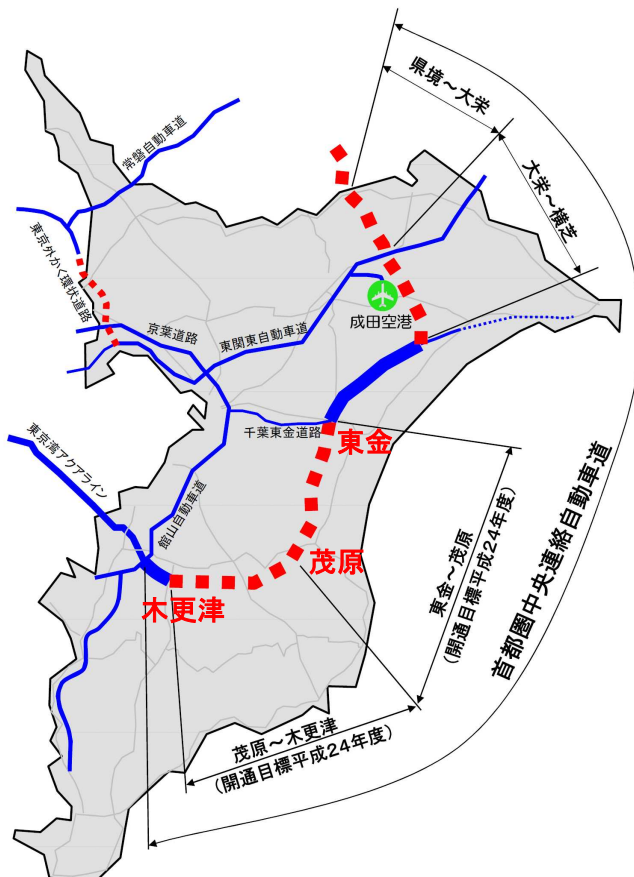 県境~大栄
常磐自動車道
大栄~横芝
東京外かく環状道路
成田空港
京葉道路
東関東自動車道
千葉東金道路
東金
東京湾アクアライン
館山自動車道
首都圏中央連絡自動車道
東金~茂原
(開通目標平成24年度)
茂原
木更津
茂原~木更津
(開通目標平成24年度)